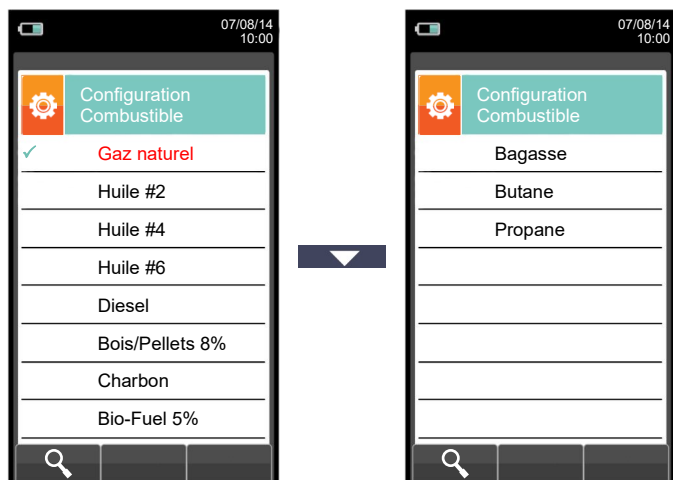 07/08/14
10:00
Configuration
Combustible
Gaz naturel
Huile #2
Huile #4
Huile #6
Diesel
Bois/Pellets 8%
Charbon
Bio-Fuel 5%
07/08/14
10:00
Configuration
Combustible
Bagasse
Butane
Propane